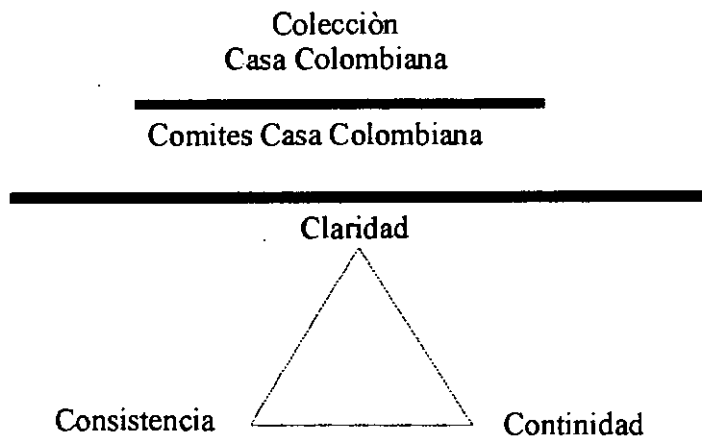 Colecciòn
Casa Colombiana
Comites Casa Colombiana
Claridad
Consistencia
Continidad